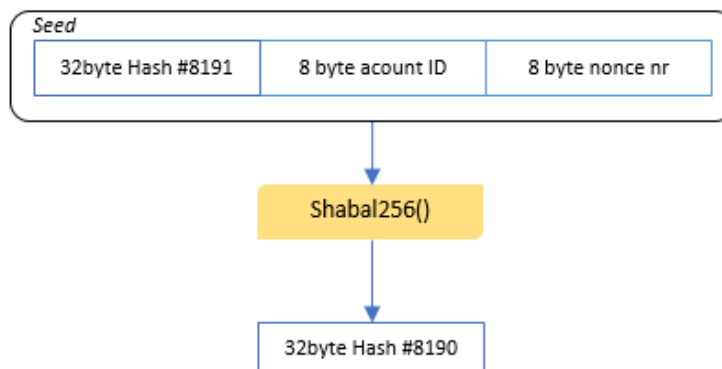 Seed
32byte Hash #8191 8 byte acount ID 8 byte nonce nr
Shabal256()
32byte Hash #8190